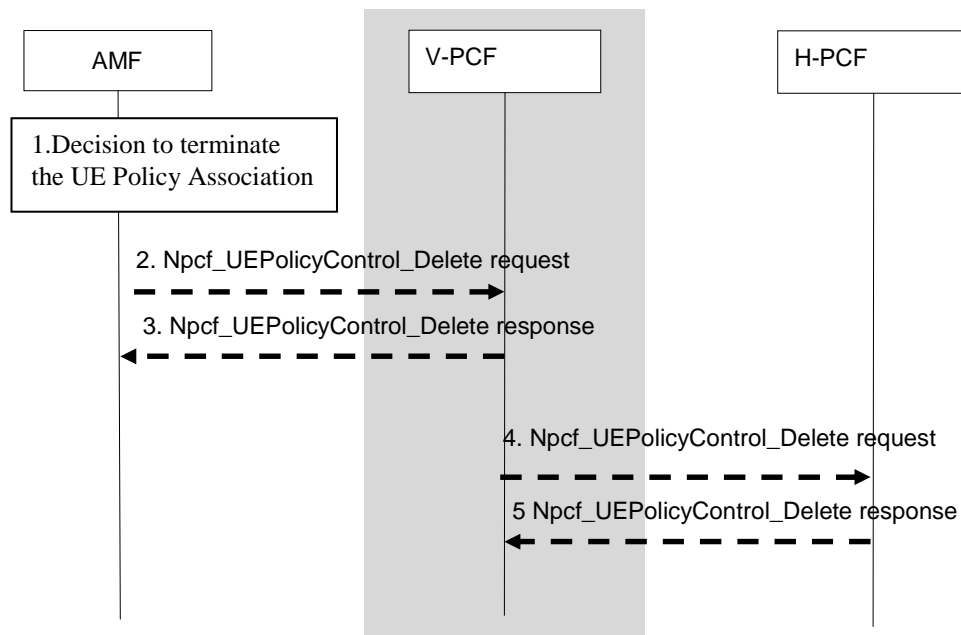 AMF
V-PCF
H-PCF
1.Decision to terminate
the UE Policy Association
2. Npcf_UEPolicyControl_Delete request
3. Npcf_UEPolicyControl_Delete response
4. Npcf_UEPolicyControl_Delete request
5 Npcf_UEPolicyControl_Delete response